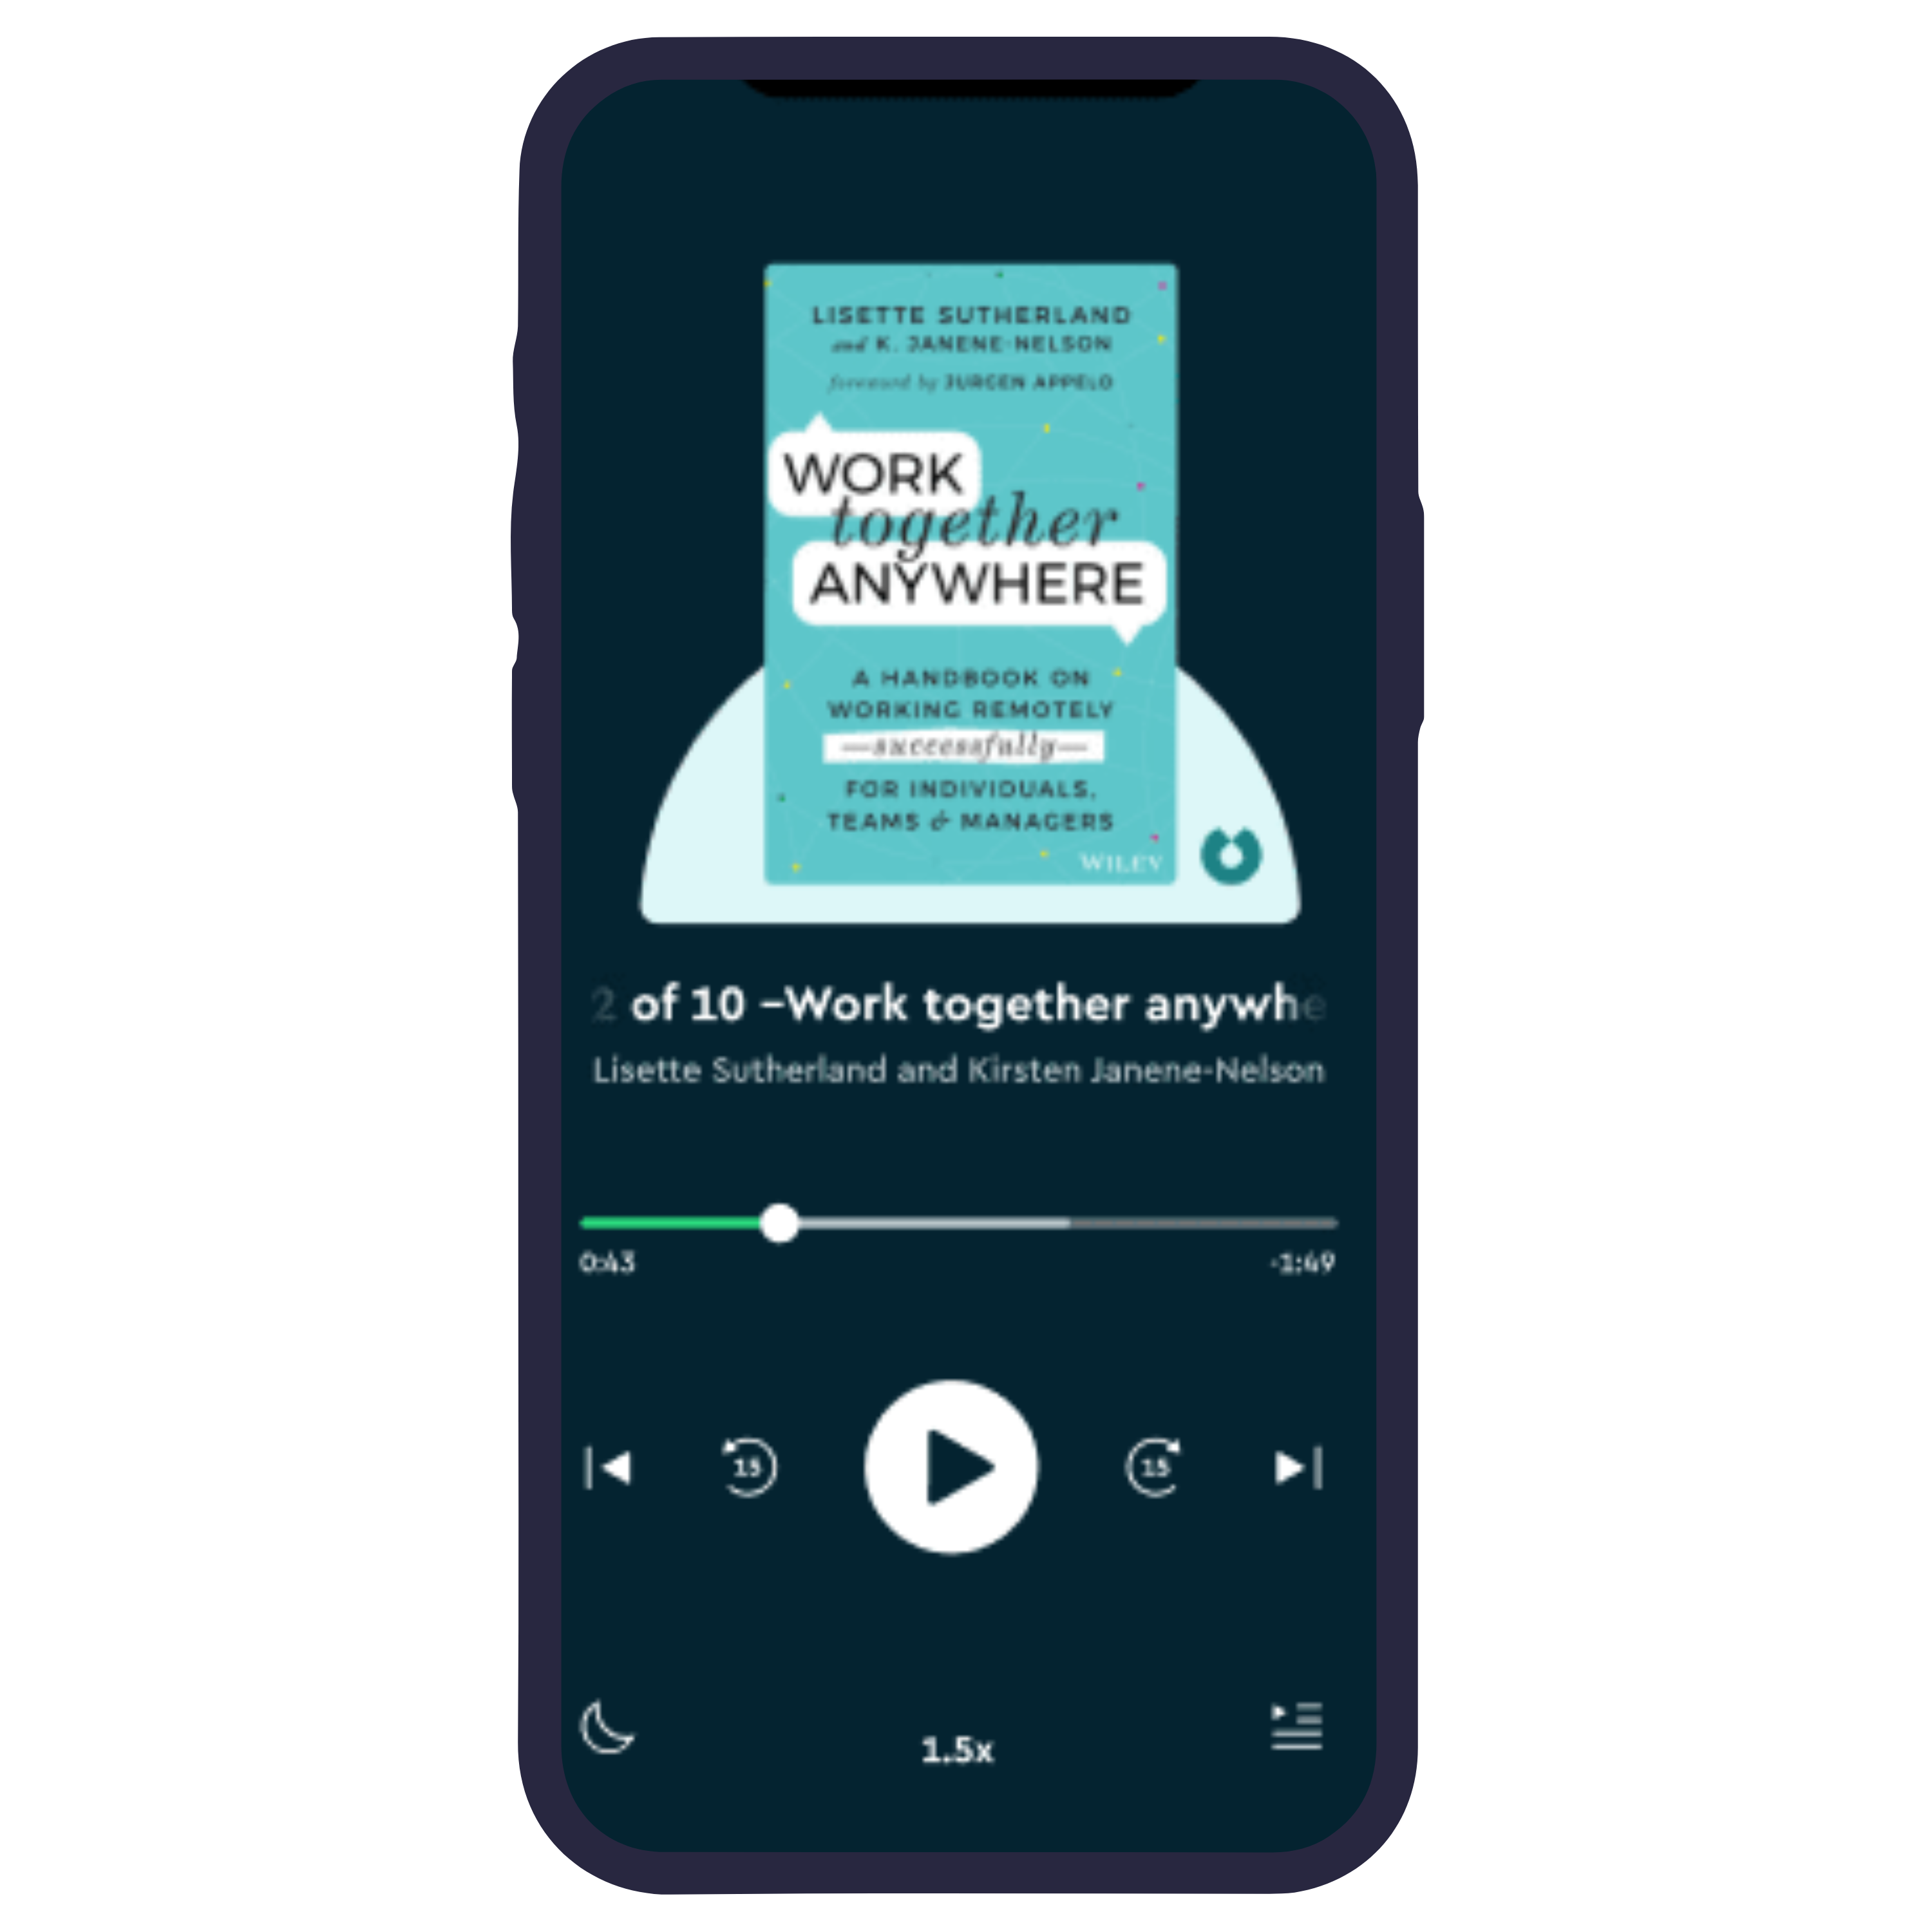 LISETTE SUTHERLAND
and K. JANENE-NELSON
foreword by JURGEN APPELO
WORK
together
ANYWHERE
A HANDBOOK ON
WORKING REMOTELY
—successfully—
FOR INDIVIDUALS,
TEAMS & MANAGERS
WILEY
2 of 10 –Work together anywhe
Lisette Sutherland and Kirsten Janene-Nelson
0:43 -1:49
15 15
1.5x